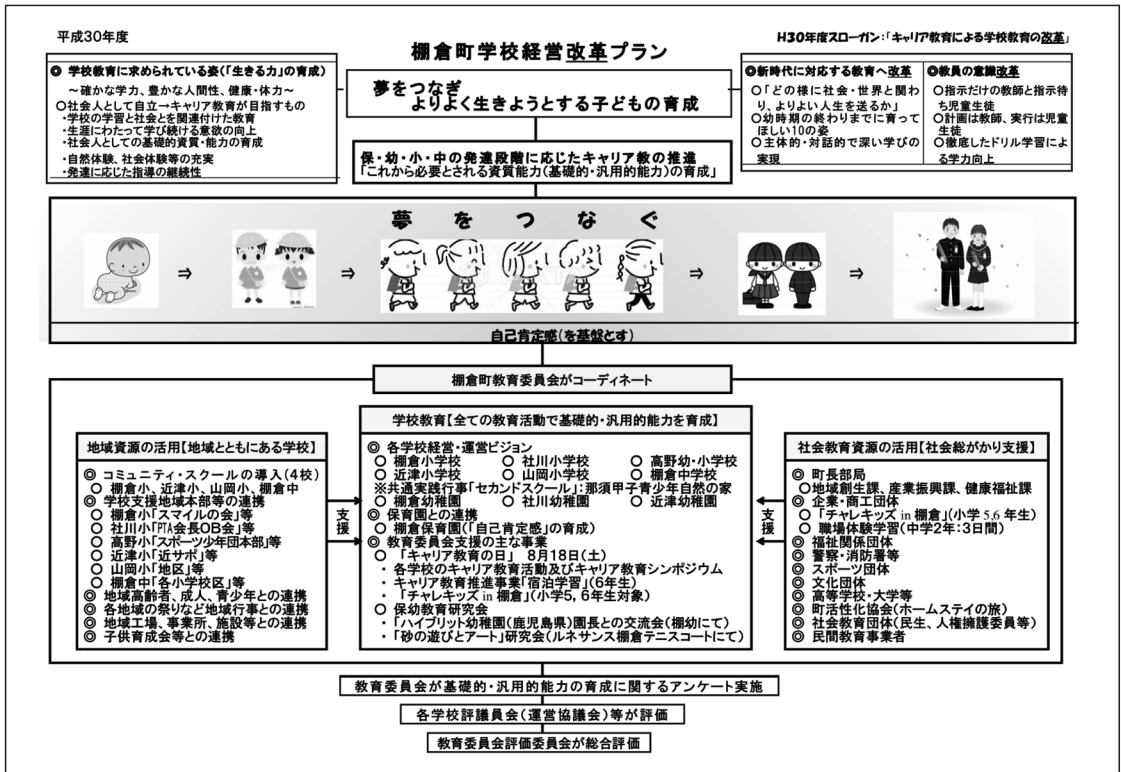 平成30年度
棚倉町学校経営改革プラン
H30年度スローガン:「キャリア教育による学校教育の改革」
◎ 学校教育に求められている姿(「生きる力」の育成)
～確かな学力、豊かな人間性、健康・体力～
○社会人として自立→キャリア教育が目指すもの
・学校の学習と社会とを関連付けた教育
・生涯にわたって学び続ける意欲の向上
・社会人としての基礎的資質・能力の育成
・自然体験、社会体験等の充実
・発達に応じた指導の継続性
夢をつなぎ
よりよく生きようとする子どもの育成
保・幼・小・中の発達段階に応じたキャリア教の推進
「これから必要とされる資質能力(基礎的・汎用的能力)の育成」
◎新時代に対応する教育へ改革
○「どの様に社会・世界と関わ
り、よりよい人生を送るか」
○幼時期の終わりまでに育って
ほしい10の姿
○主体的・対話的で深い学びの
実現
◎教員の意識改革
○指示だけの教師と指示待
ち児童生徒
○計画は教師、実行は児童
生徒
○徹底したドリル学習によ
る学力向上
夢をつなぐ
⇒ ⇒ ⇒ ⇒
自己肯定感(を基盤とす)
棚倉町教育委員会がコーディネート
地域資源の活用【地域とともにある学校】
◎ コミュニティ・スクールの導入(4校)
○ 棚倉小、近津小、山岡小、棚倉中
◎ 学校支援地域本部等の連携
○ 棚倉小「スマイルの会」等
○ 社川小「PTA会長OB会」等
○ 高野小「スポーツ少年団本部」等
○ 近津小「近サポ」等
○ 山岡小「地区」等
○ 棚倉中「各小学校区」等
◎ 地域高齢者、成人、青少年との連携
◎ 各地域の祭りなど地域行事との連携
◎ 地域工場、事業所、施設等との連携
◎ 子供育成会等との連携
支援
学校教育【全ての教育活動で基礎的・汎用的能力を育成】
◎ 各学校経営・運営ビジョン
○ 棚倉小学校 ○ 社川小学校 ○ 高野幼・小学校
○ 近津小学校 ○ 山岡小学校 ○ 棚倉中学校
※共通実践行事「セカンドスクール」:那須甲子青少年自然の家
○ 棚倉幼稚園 ○ 社川幼稚園 ○ 近津幼稚園
◎ 保育園との連携
○ 棚倉保育園(「自己肯定感」の育成)
◎ 教育委員会支援の主な事業
○ 「キャリア教育の日」 8月18日(土)
・ 各学校のキャリア教育活動及びキャリア教育シンポジウム
・ キャリア教育推進事業「宿泊学習」(6年生)
・ 「チャレキッズ in 棚倉」(小学5, 6年生対象)
○ 保幼教育研究会
・「ハイブリット幼稚園(鹿児島県)園長との交流会(棚幼にて)
・「砂の遊びとアート」研究会(ルネサンス棚倉テニスコートにて)
支援
社会教育資源の活用【社会総がかり支援】
◎ 町長部局
○地域創生課、産業振興課、健康福祉課
◎ 企業・商工団体
○「チャレキッズ in 棚倉」(小学 5,6 年生)
○ 職場体験学習(中学2年:3日間)
◎ 福祉関係団体
◎ 警察・消防署等
◎ スポーツ団体
◎ 文化団体
◎ 高等学校・大学等
◎ 町活性化協会(ホームステイの旅)
◎ 社会教育団体(民生、人権擁護委員等)
◎ 民間教育事業者
教育委員会が基礎的・汎用的能力の育成に関するアンケート実施
各学校評議員会(運営協議会)等が評価
教育委員会評価委員会が総合評価